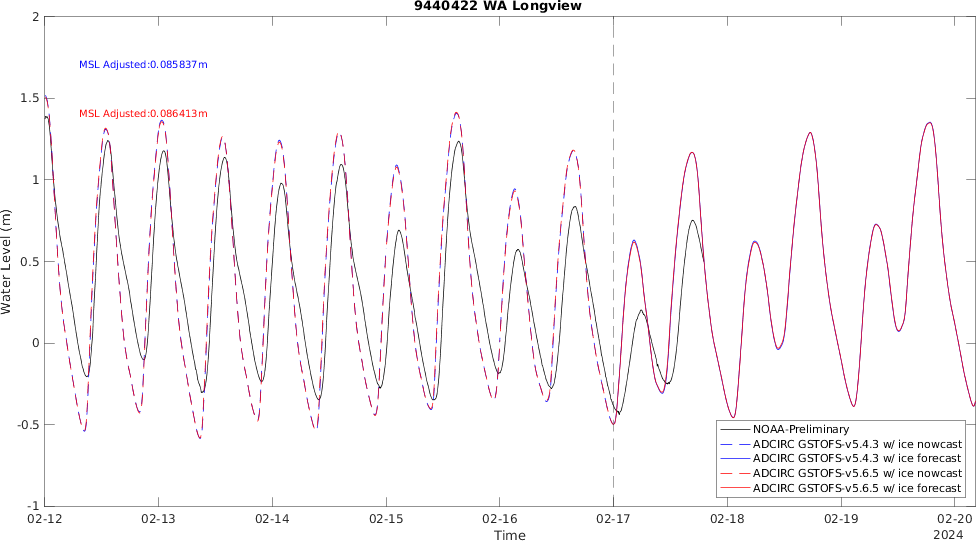 9440422 WA Longview
2
MSL Adjusted:0.085837m
1.5
MSL Adjusted:0.086413m
1
0.5
0
-0.5
-1
Water Level (m)
NOAA-Preliminary
ADCIRC GSTOFS-v5.4.3 w/ ice nowcast
ADCIRC GSTOFS-v5.4.3 w/ ice forecast
ADCIRC GSTOFS-v5.6.5 w/ ice nowcast
ADCIRC GSTOFS-v5.6.5 w/ ice forecast
02-12 02-13 02-14 02-15 02-16 02-17 02-18 02-19 02-20
Time 2024